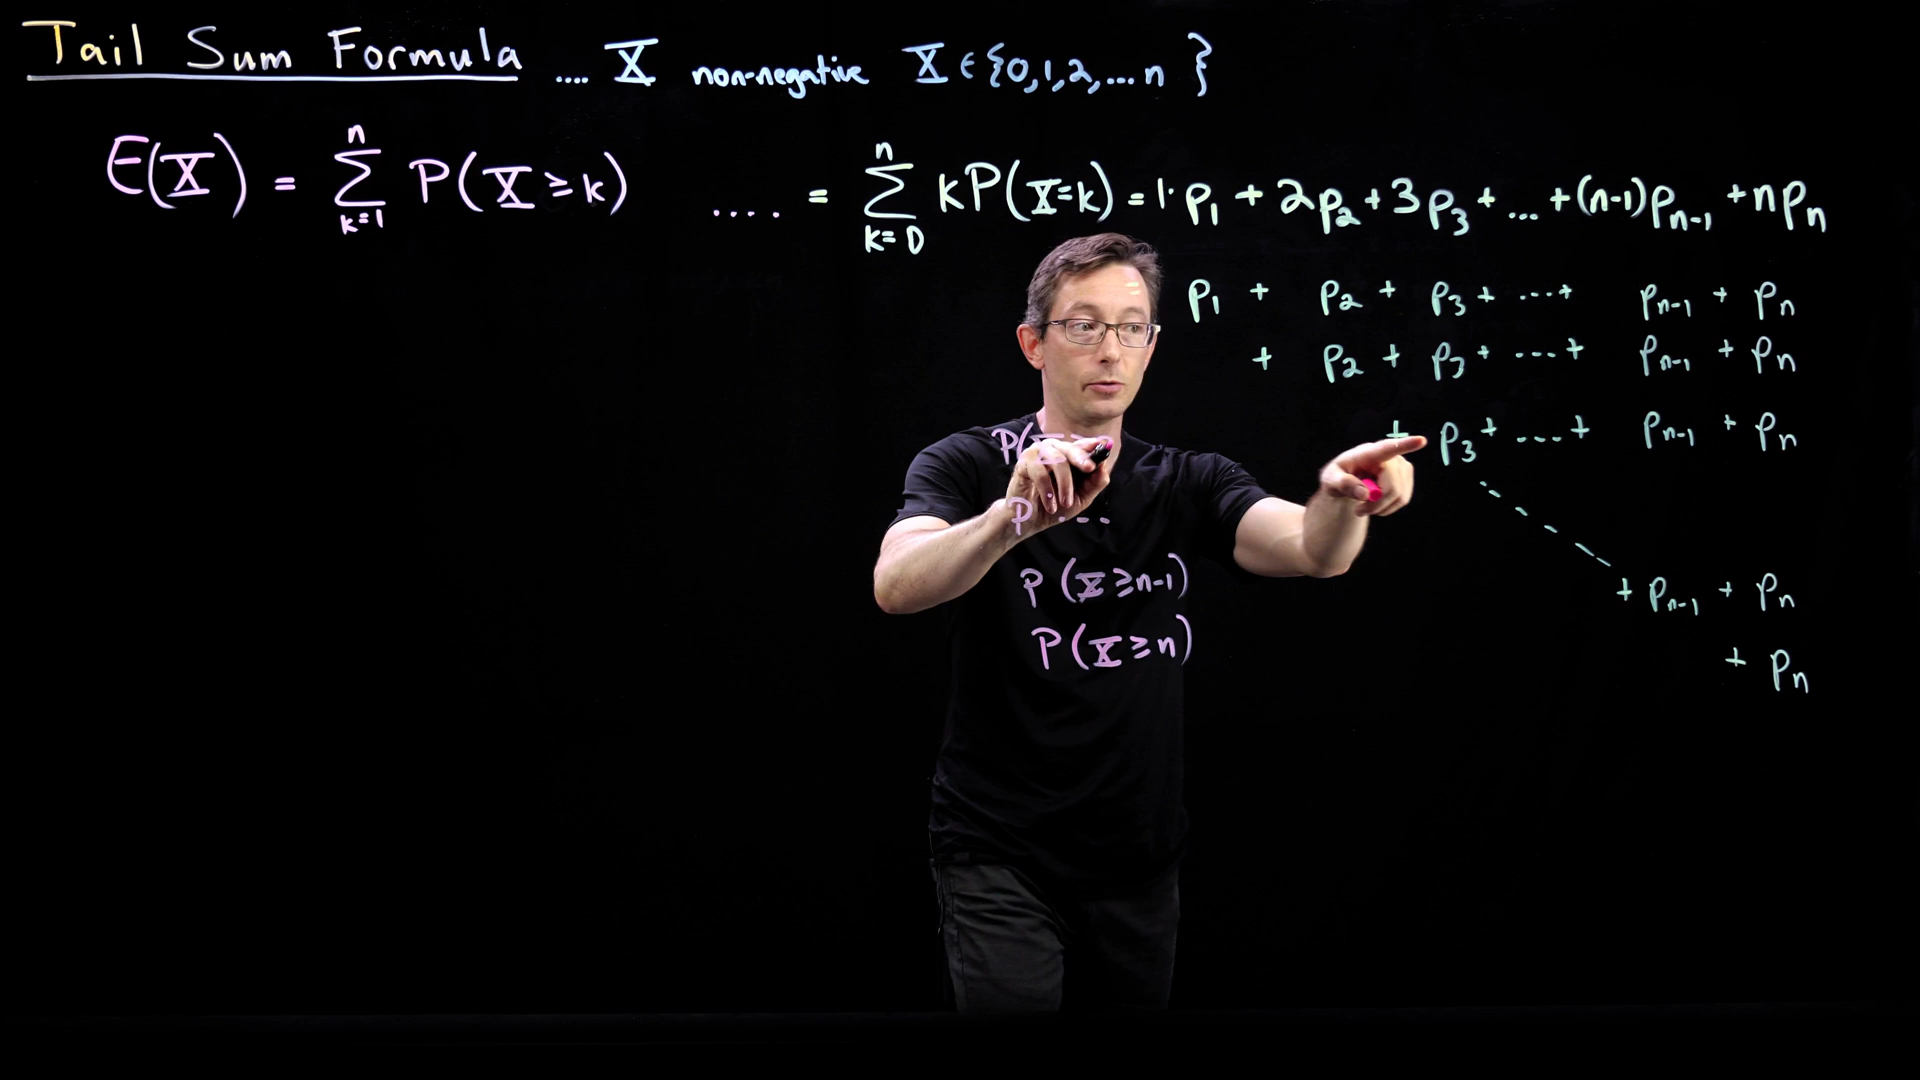 Tail Sum Formula .... X non-negative X ∈ {0,1,2,...n }
E(X) = ∑_{k=1}^{n} P(X ≥ k) .... = ∑_{k=0}^{n} kP(X=k) = 1·p₁ + 2p₂ + 3p₃ + ... + (n-1)pₙ₋₁ + npₙ
p₁ + p₂ + p₃ + ...+ pₙ₋₁ + pₙ
+ p₂ + p₃ + ...+ pₙ₋₁ + pₙ
P( + p₃ + ...+ pₙ₋₁ + pₙ
P ...
P (X ≥ n-1) + pₙ₋₁ + pₙ
P (X ≥ n) + pₙ